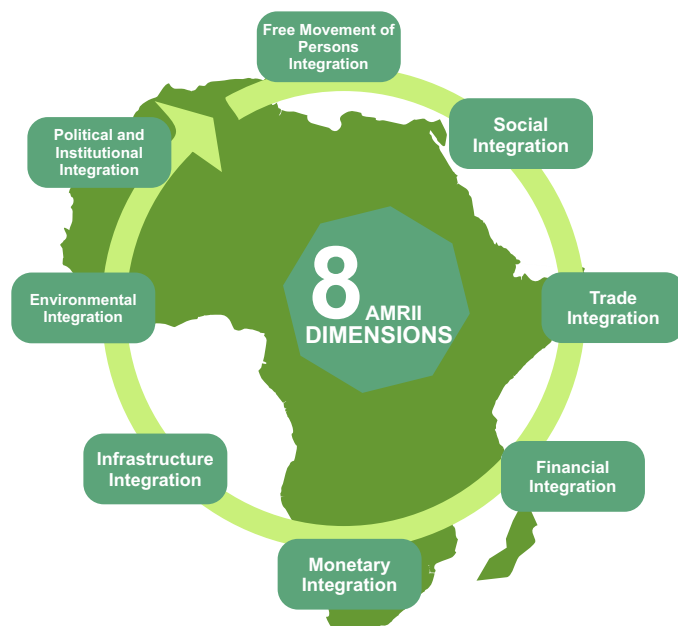 Free Movement of
Persons
Integration
Social
Integration
Trade
Integration
Financial
Integration
Monetary
Integration
Infrastructure
Integration
Environmental
Integration
Political and
Institutional
Integration
8 AMRII
DIMENSIONS